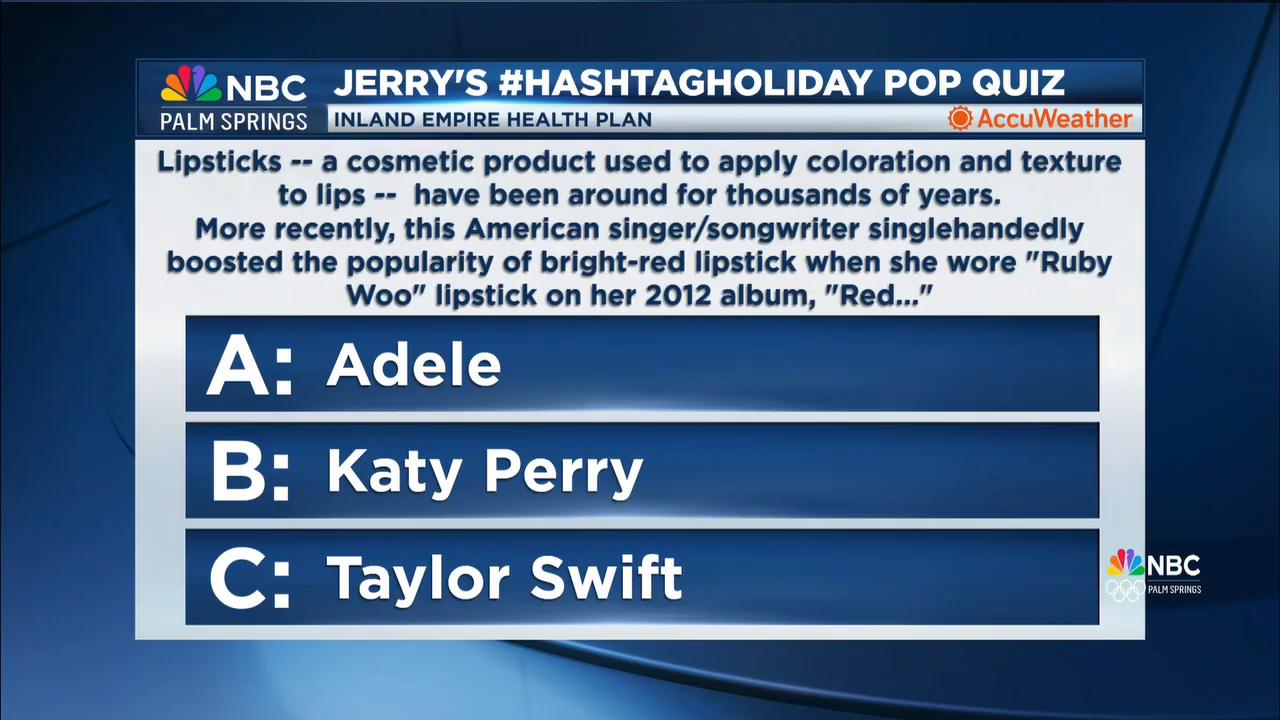 NBC
PALM SPRINGS
JERRY'S #HASHTAGHOLIDAY POP QUIZ
INLAND EMPIRE HEALTH PLAN
AccuWeather
Lipsticks -- a cosmetic product used to apply coloration and texture
to lips -- have been around for thousands of years.
More recently, this American singer/songwriter singlehandedly
boosted the popularity of bright-red lipstick when she wore "Ruby
Woo" lipstick on her 2012 album, "Red..."
A: Adele
B: Katy Perry
C: Taylor Swift
NBC
PALM SPRINGS